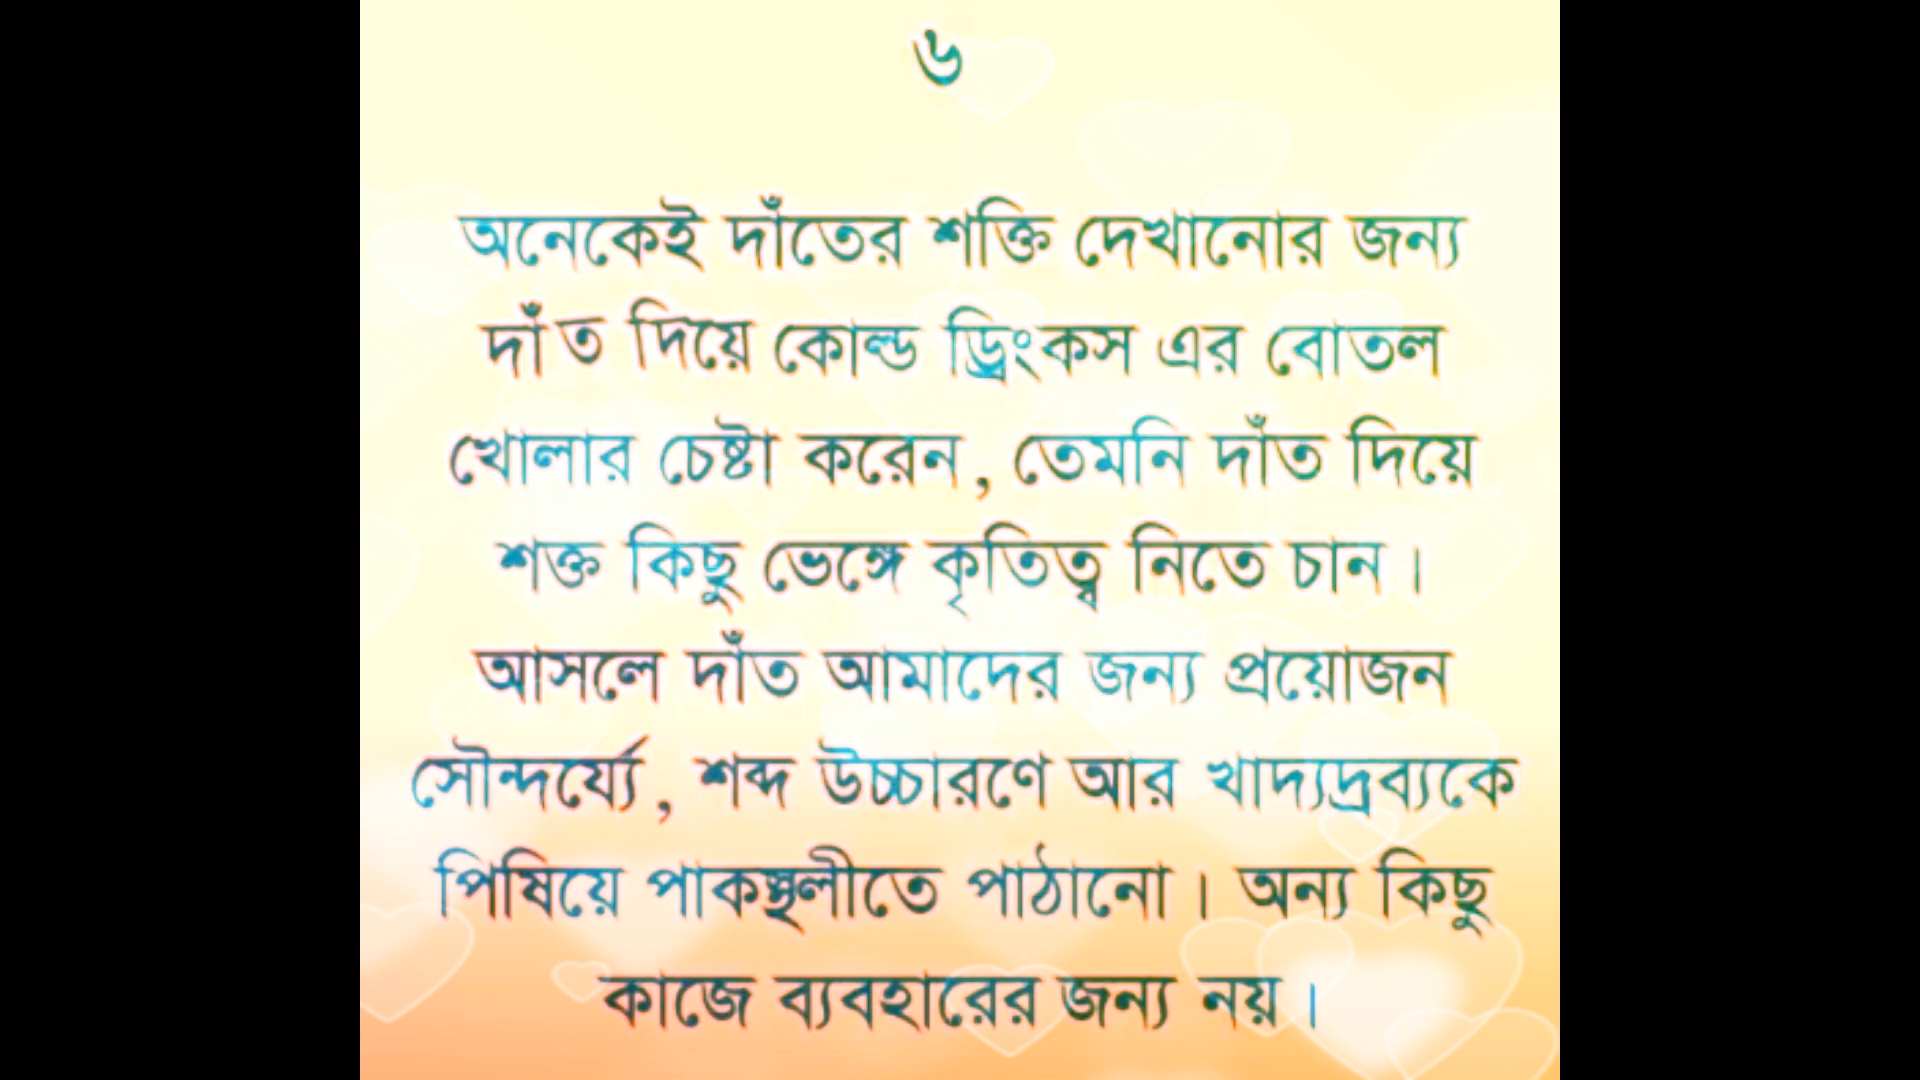 ৬
অনেকেই দাঁতের শক্তি দেখানোর জন্য
দাঁত দিয়ে কোল্ড ড্রিংকস এর বোতল
খোলার চেষ্টা করেন, তেমনি দাঁত দিয়ে
শক্ত কিছু ভেঙ্গে কৃতিত্ব নিতে চান।
আসলে দাঁত আমাদের জন্য প্রয়োজন
সৌন্দর্য্যে, শব্দ উচ্চারণে আর খাদ্যদ্রব্যকে
পিষিয়ে পাকস্থলীতে পাঠানো। অন্য কিছু
কাজে ব্যবহারের জন্য নয়।